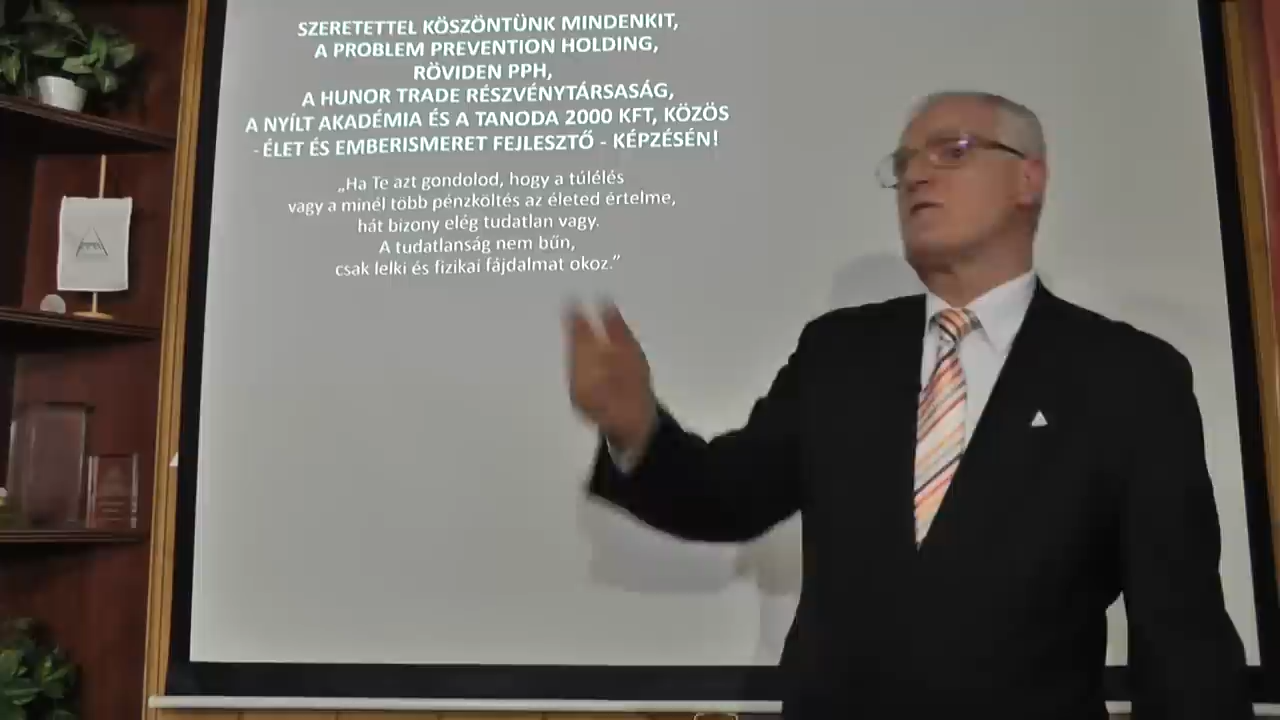 SZERETETTEL KÖSZÖNTÜNK MINDENKIT,
A PROBLEM PREVENTION HOLDING,
RÖVIDEN PPH,
A HUNOR TRADE RÉSZVÉNYTÁRSASÁG,
A NYÍLT AKADÉMIA ÉS A TANODA 2000 KFT, KÖZÖS
- ÉLET ÉS EMBERISMERET FEJLESZTŐ - KÉPZÉSÉN!
„Ha Te azt gondolod, hogy a túlélés
vagy a minél több pénzköltés az életed értelme,
hát bizony elég tudatlan vagy.
A tudatlanság nem bűn,
csak lelki és fizikai fájdalmat okoz.”